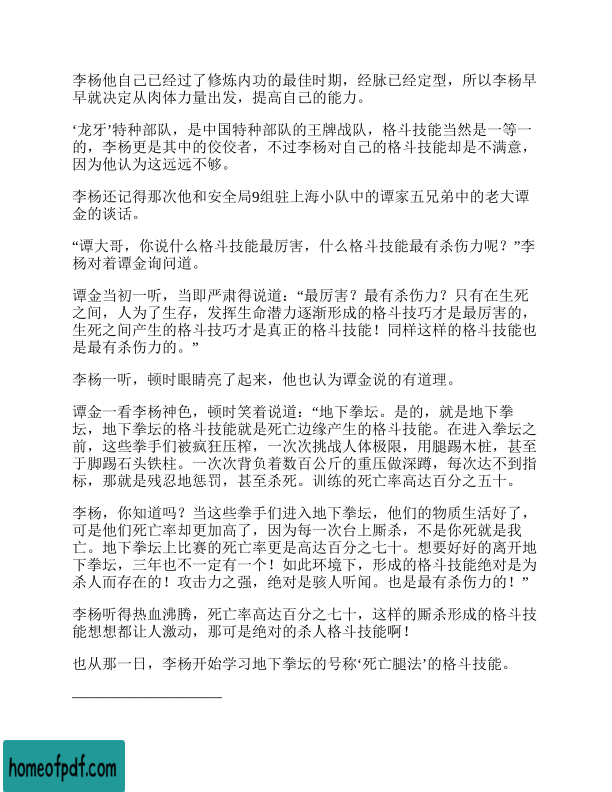 李杨他自己已经过了修炼内功的最佳时期，经脉已经定型，所以李杨早
早就决定从肉体力量出发，提高自己的能力。
‘龙牙’特种部队，是中国特种部队的王牌战队，格斗技能当然是一等一
的，李杨更是其中的佼佼者，不过李杨对自己的格斗技能却是不满意，
因为他认为这远远不够。
李杨还记得那次他和安全局9组驻上海小队中的谭家五兄弟中的老大谭
金的谈话。
“谭大哥，你说什么格斗技能最厉害，什么格斗技能最有杀伤力呢？”李
杨对着谭金询问道。
谭金当初一听，当即严肃得说道：“最厉害？最有杀伤力？只有在生死
之间，人为了生存，发挥生命潜力逐渐形成的格斗技巧才是最厉害的，
生死之间产生的格斗技巧才是真正的格斗技能！同样这样的格斗技能也
是最有杀伤力的。”
李杨一听，顿时眼睛亮了起来，他也认为谭金说的有道理。
谭金一看李杨神色，顿时笑着说道：“地下拳坛。是的，就是地下拳
坛，地下拳坛的格斗技能就是死亡边缘产生的格斗技能。在进入拳坛之
前，这些拳手们被疯狂压榨，一次次挑战人体极限，用腿踢木桩，甚至
于脚踢石头铁柱。一次次背负着数百公斤的重压做深蹲，每次达不到指
标，那就是残忍地惩罚，甚至杀死。训练的死亡率高达百分之五十。
李杨，你知道吗？当这些拳手们进入地下拳坛，他们的物质生活好了，
可是他们死亡率却更加高了，因为每一次台上厮杀，不是你死就是我
亡。地下拳坛上比赛的死亡率更是高达百分之七十。想要好好的离开地
下拳坛，三年也不一定有一个！如此环境下，形成的格斗技能绝对是为
杀人而存在的！攻击力之强，绝对是骇人听闻。也是最有杀伤力的！”
李杨听得热血沸腾，死亡率高达百分之七十，这样的厮杀形成的格斗技
能想想都让人激动，那可是绝对的杀人格斗技能啊！
也从那一日，李杨开始学习地下拳坛的号称‘死亡腿法’的格斗技能。
homeofpdf.com